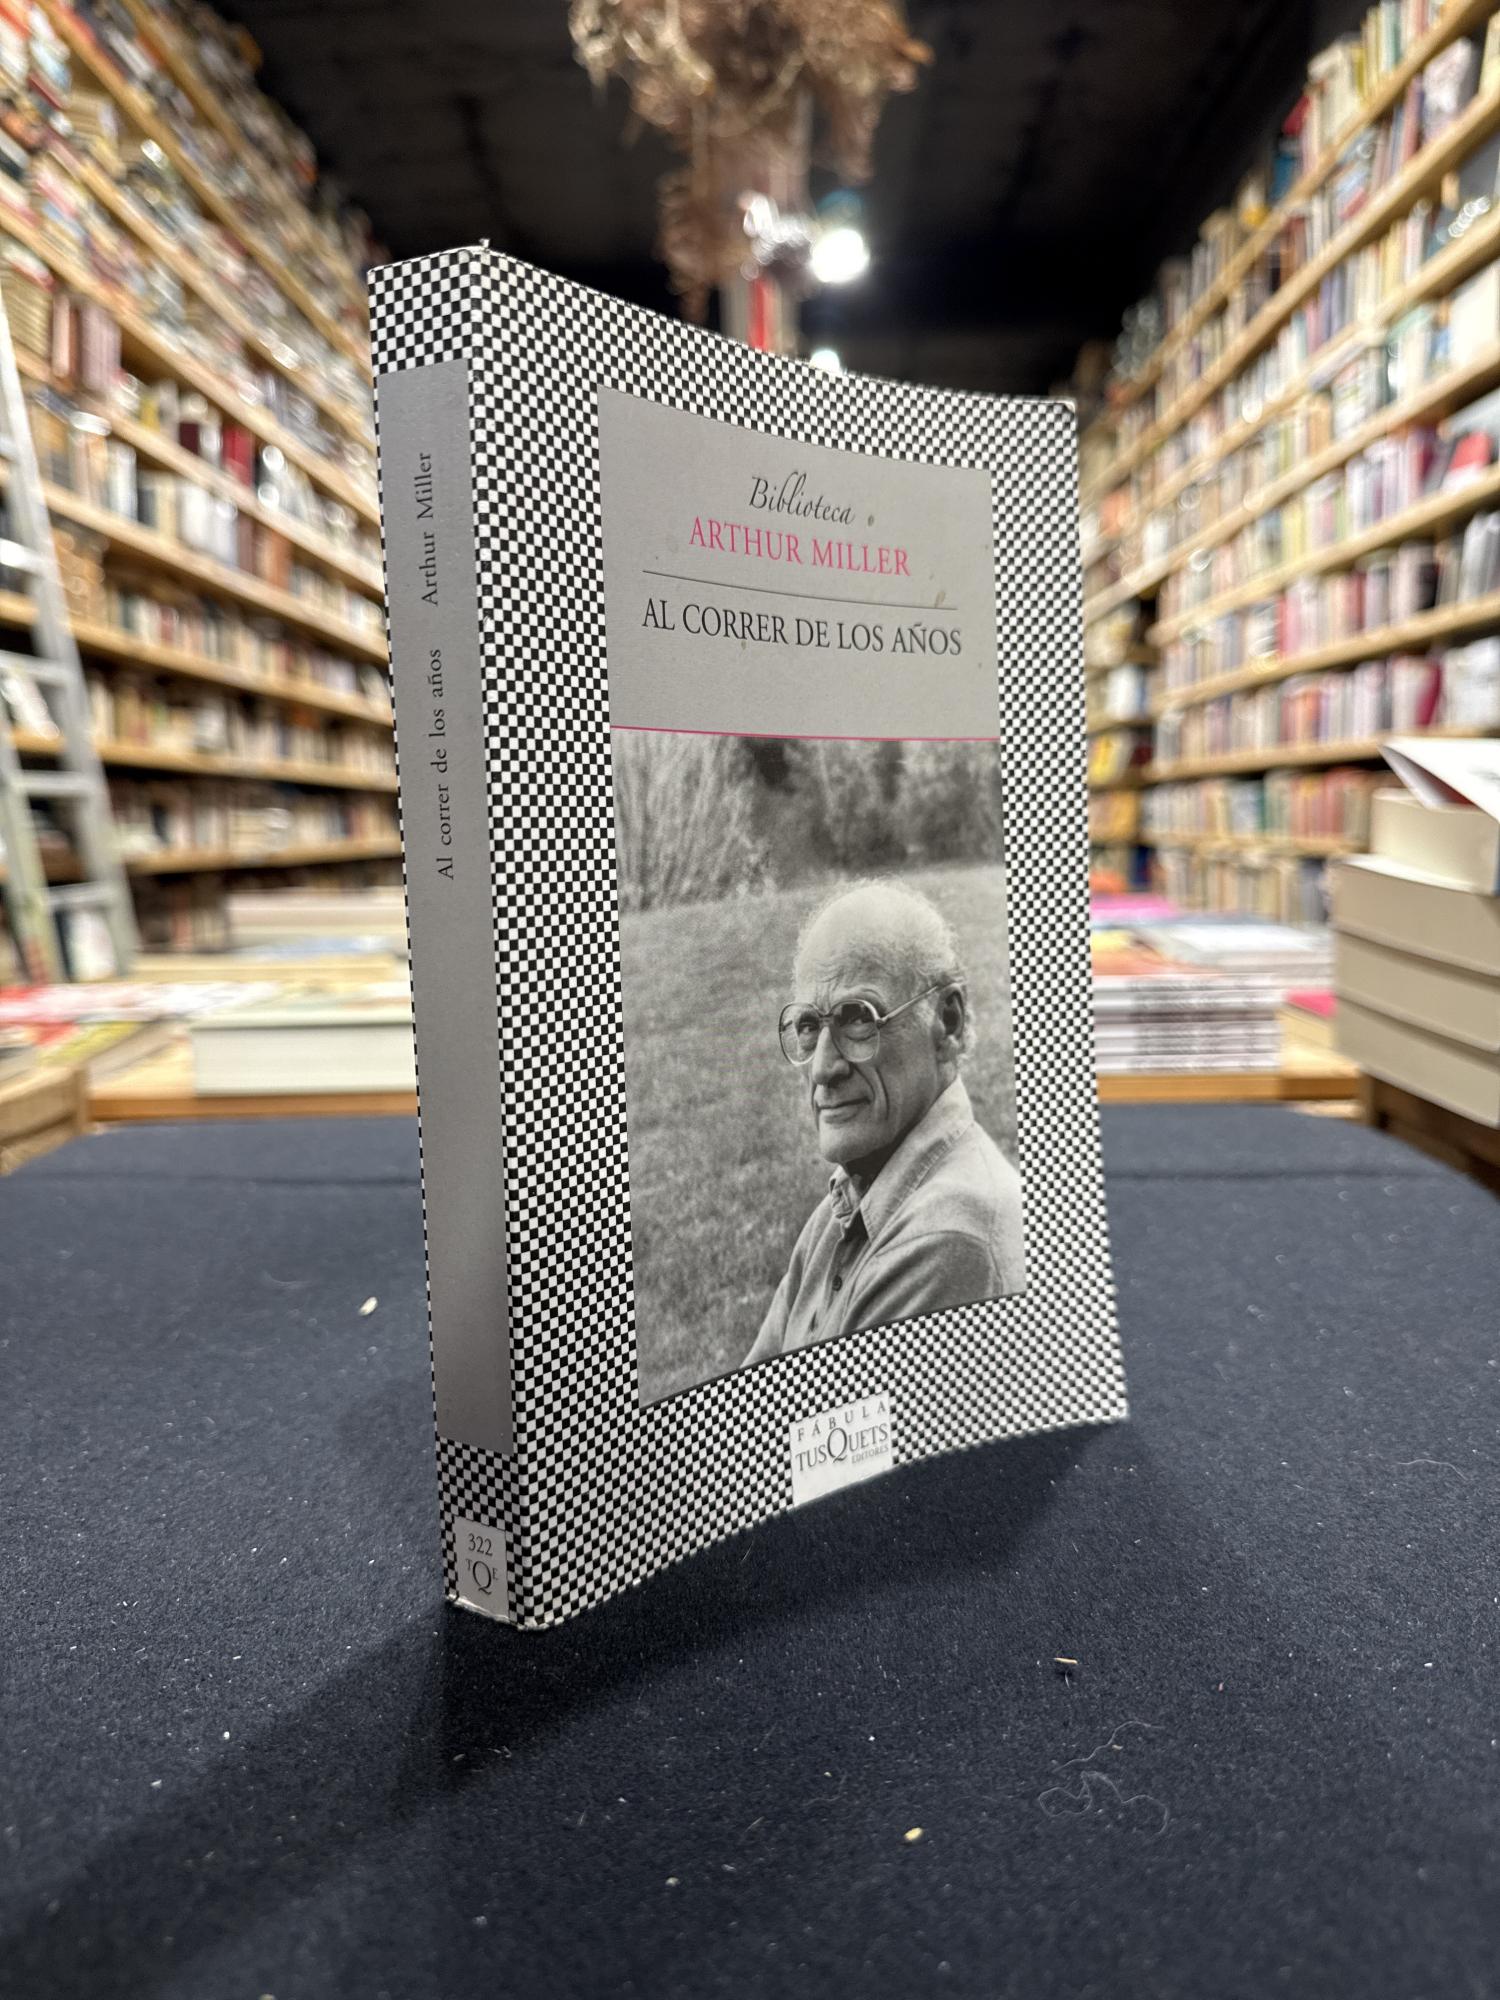 Biblioteca
ARTHUR MILLER
AL CORRER DE LOS AÑOS
FÁBULA
TUSQUETS
EDITORES
Al correer de los años Arthur Miller
322
TQE